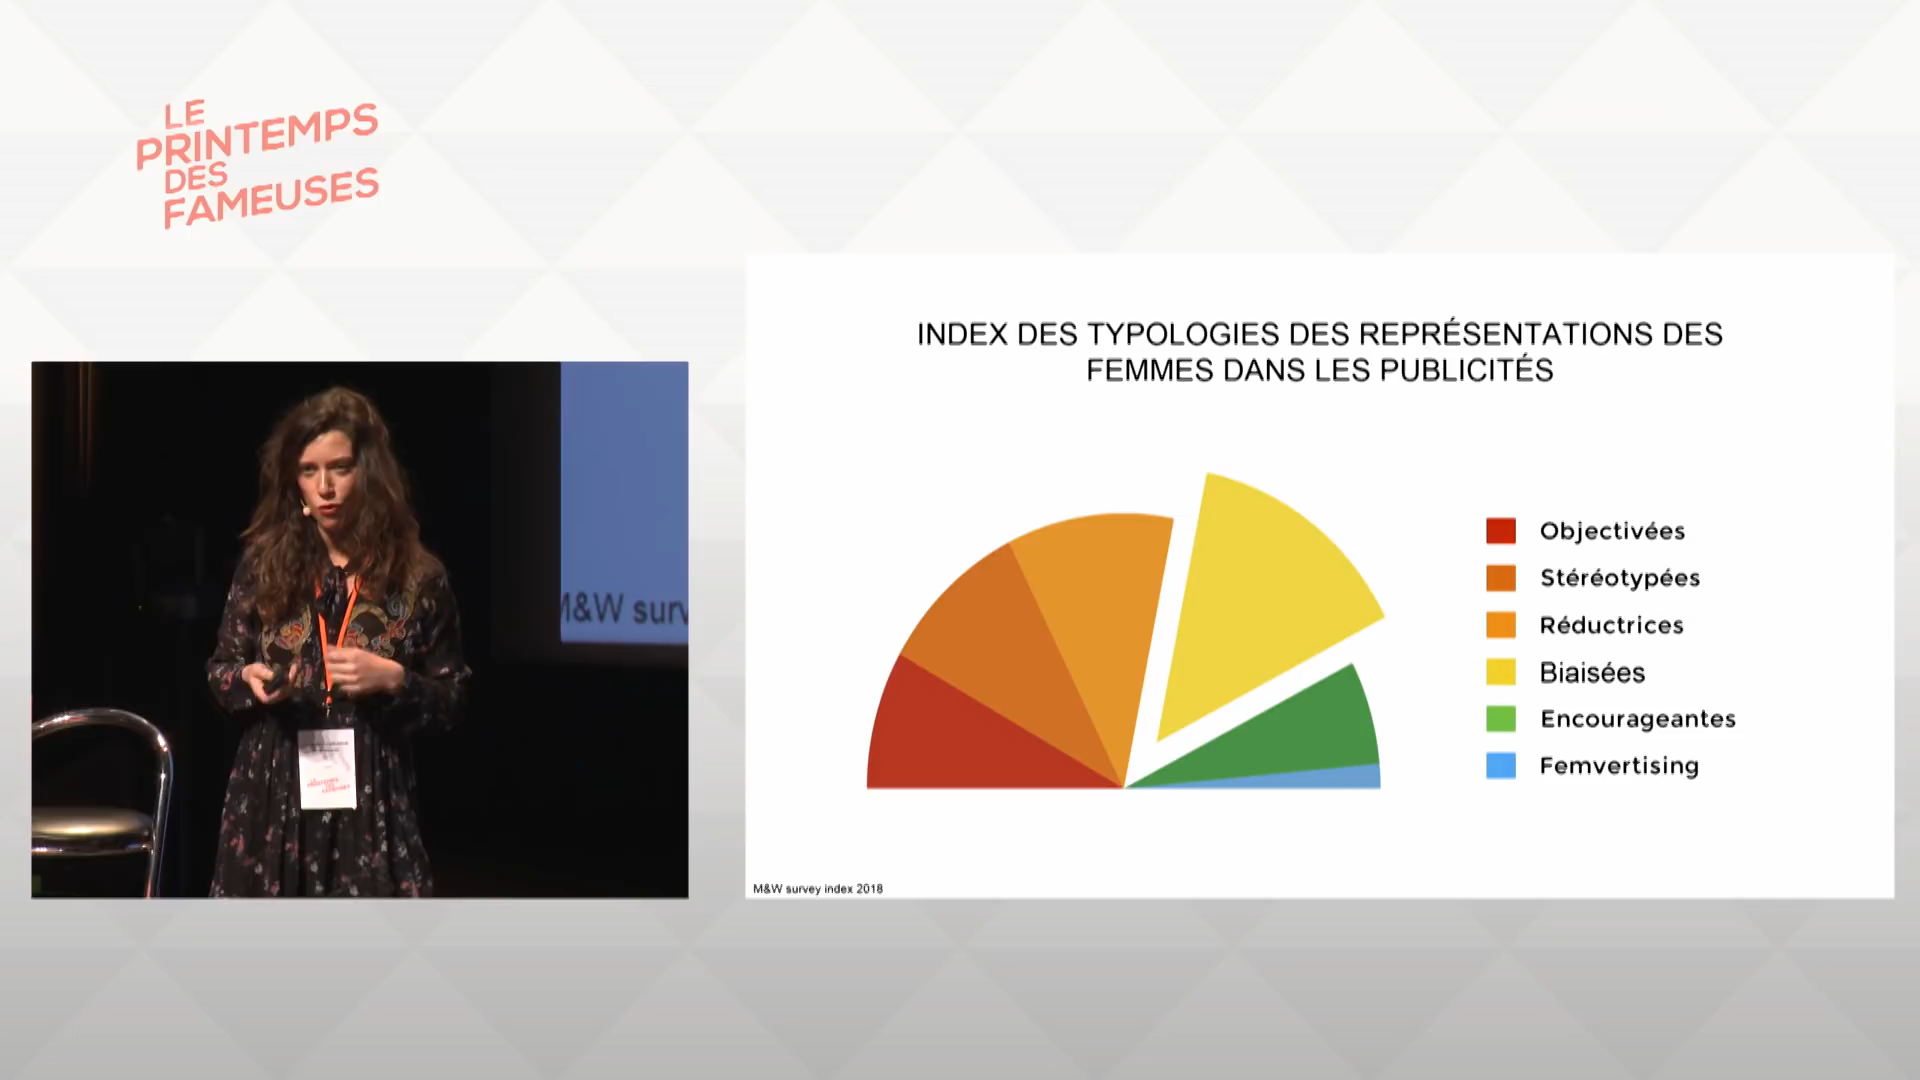 LE
PRINTEMPS
DES
FAMEUSES
INDEX DES TYPOLOGIES DES REPRÉSENTATIONS DES
FEMMES DANS LES PUBLICITÉS
Objectivées
Stéréotypées
Réductrices
Biaisées
Encourageantes
Femvertising
M&W survey index 2018
M&W surv